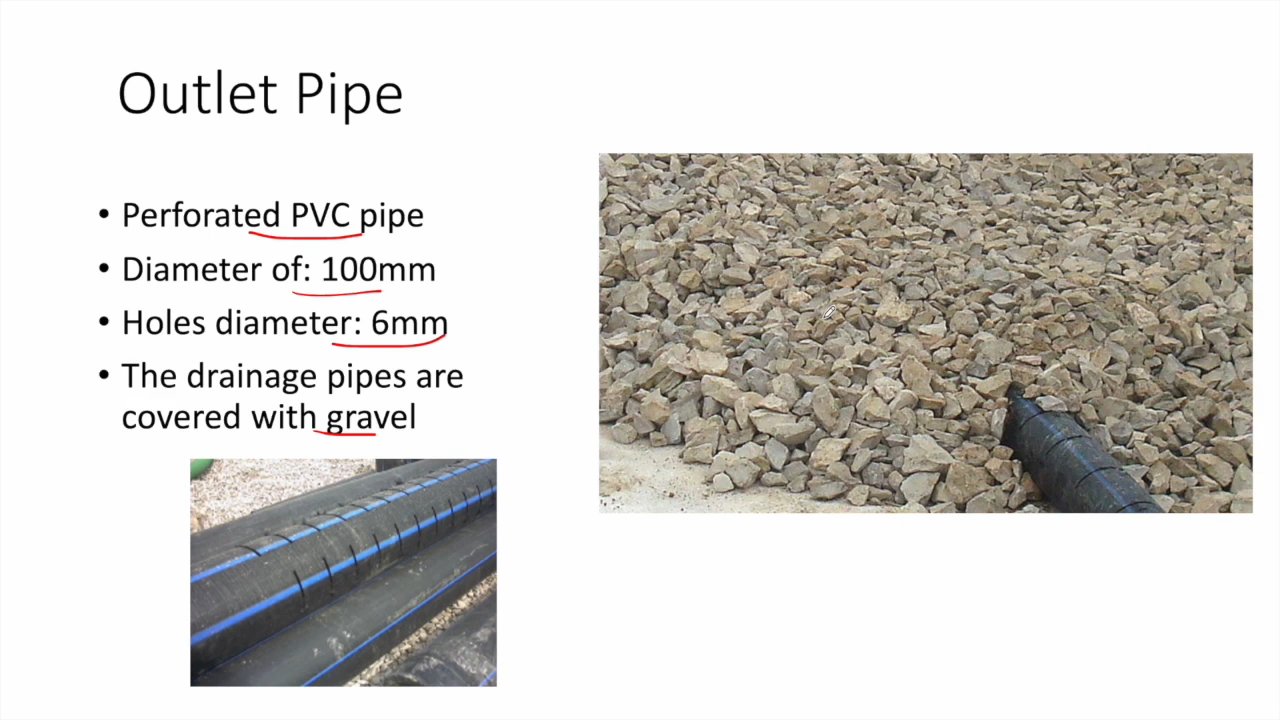 Outlet Pipe
• Perforated PVC pipe
• Diameter of: 100mm
• Holes diameter: 6mm
• The drainage pipes are
covered with gravel